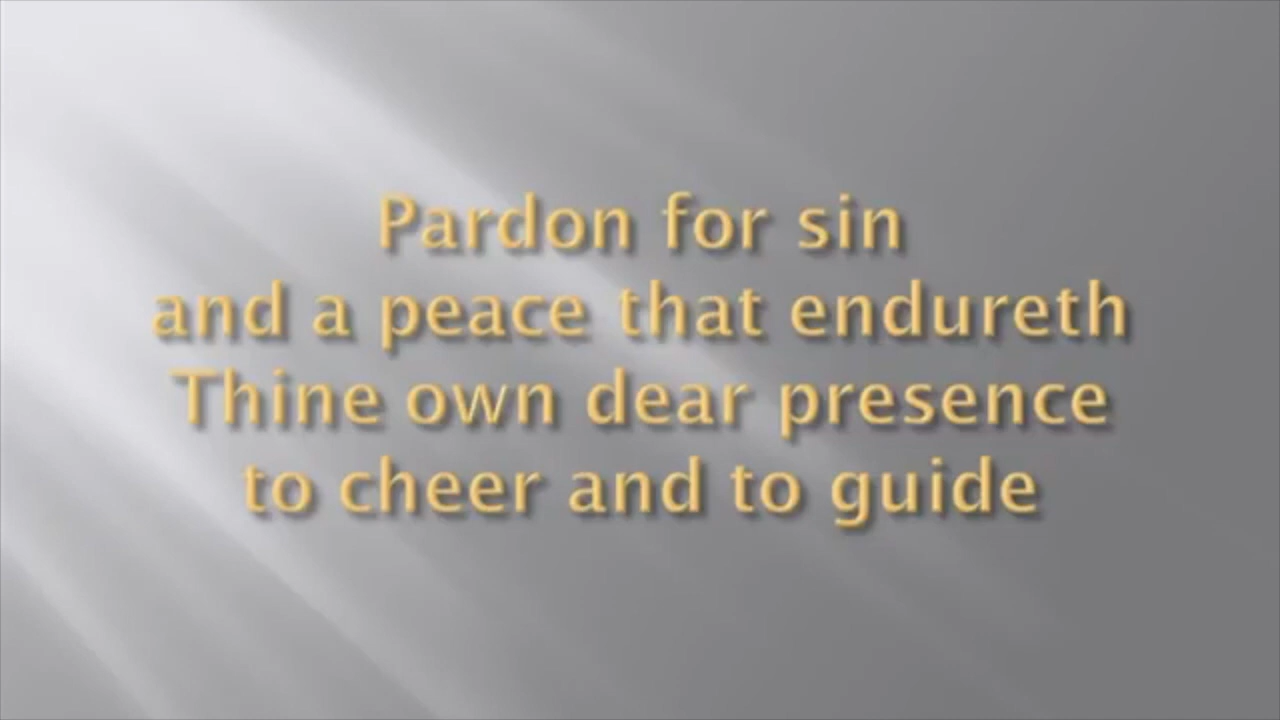 Pardon for sin
and a peace that endureth
Thine own dear presence
to cheer and to guide